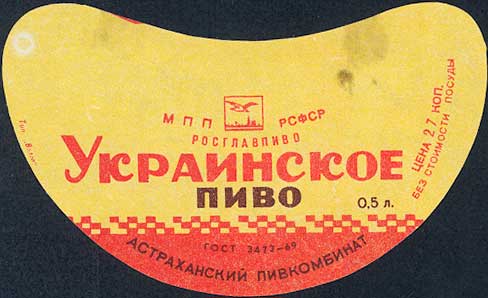 МПП РСФСР
РОСГЛАВПИВО
УКРАИНСКОЕ
ПИВО
0,5 л.
ЦЕНА 27 КОП.
БЕЗ СТОИМОСТИ ПОСУДЫ
ГОСТ 3473-69
АСТРАХАНСКИЙ ПИВКОМБИНАТ